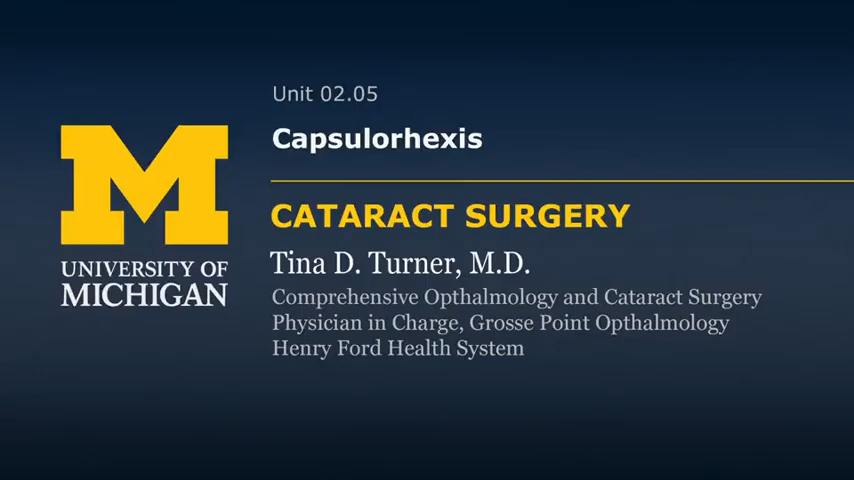 Unit 02.05
Capsulorhexis
CATARACT SURGERY
Tina D. Turner, M.D.
Comprehensive Opthalmology and Cataract Surgery
Physician in Charge, Grosse Point Opthalmology
Henry Ford Health System
M
UNIVERSITY OF
MICHIGAN